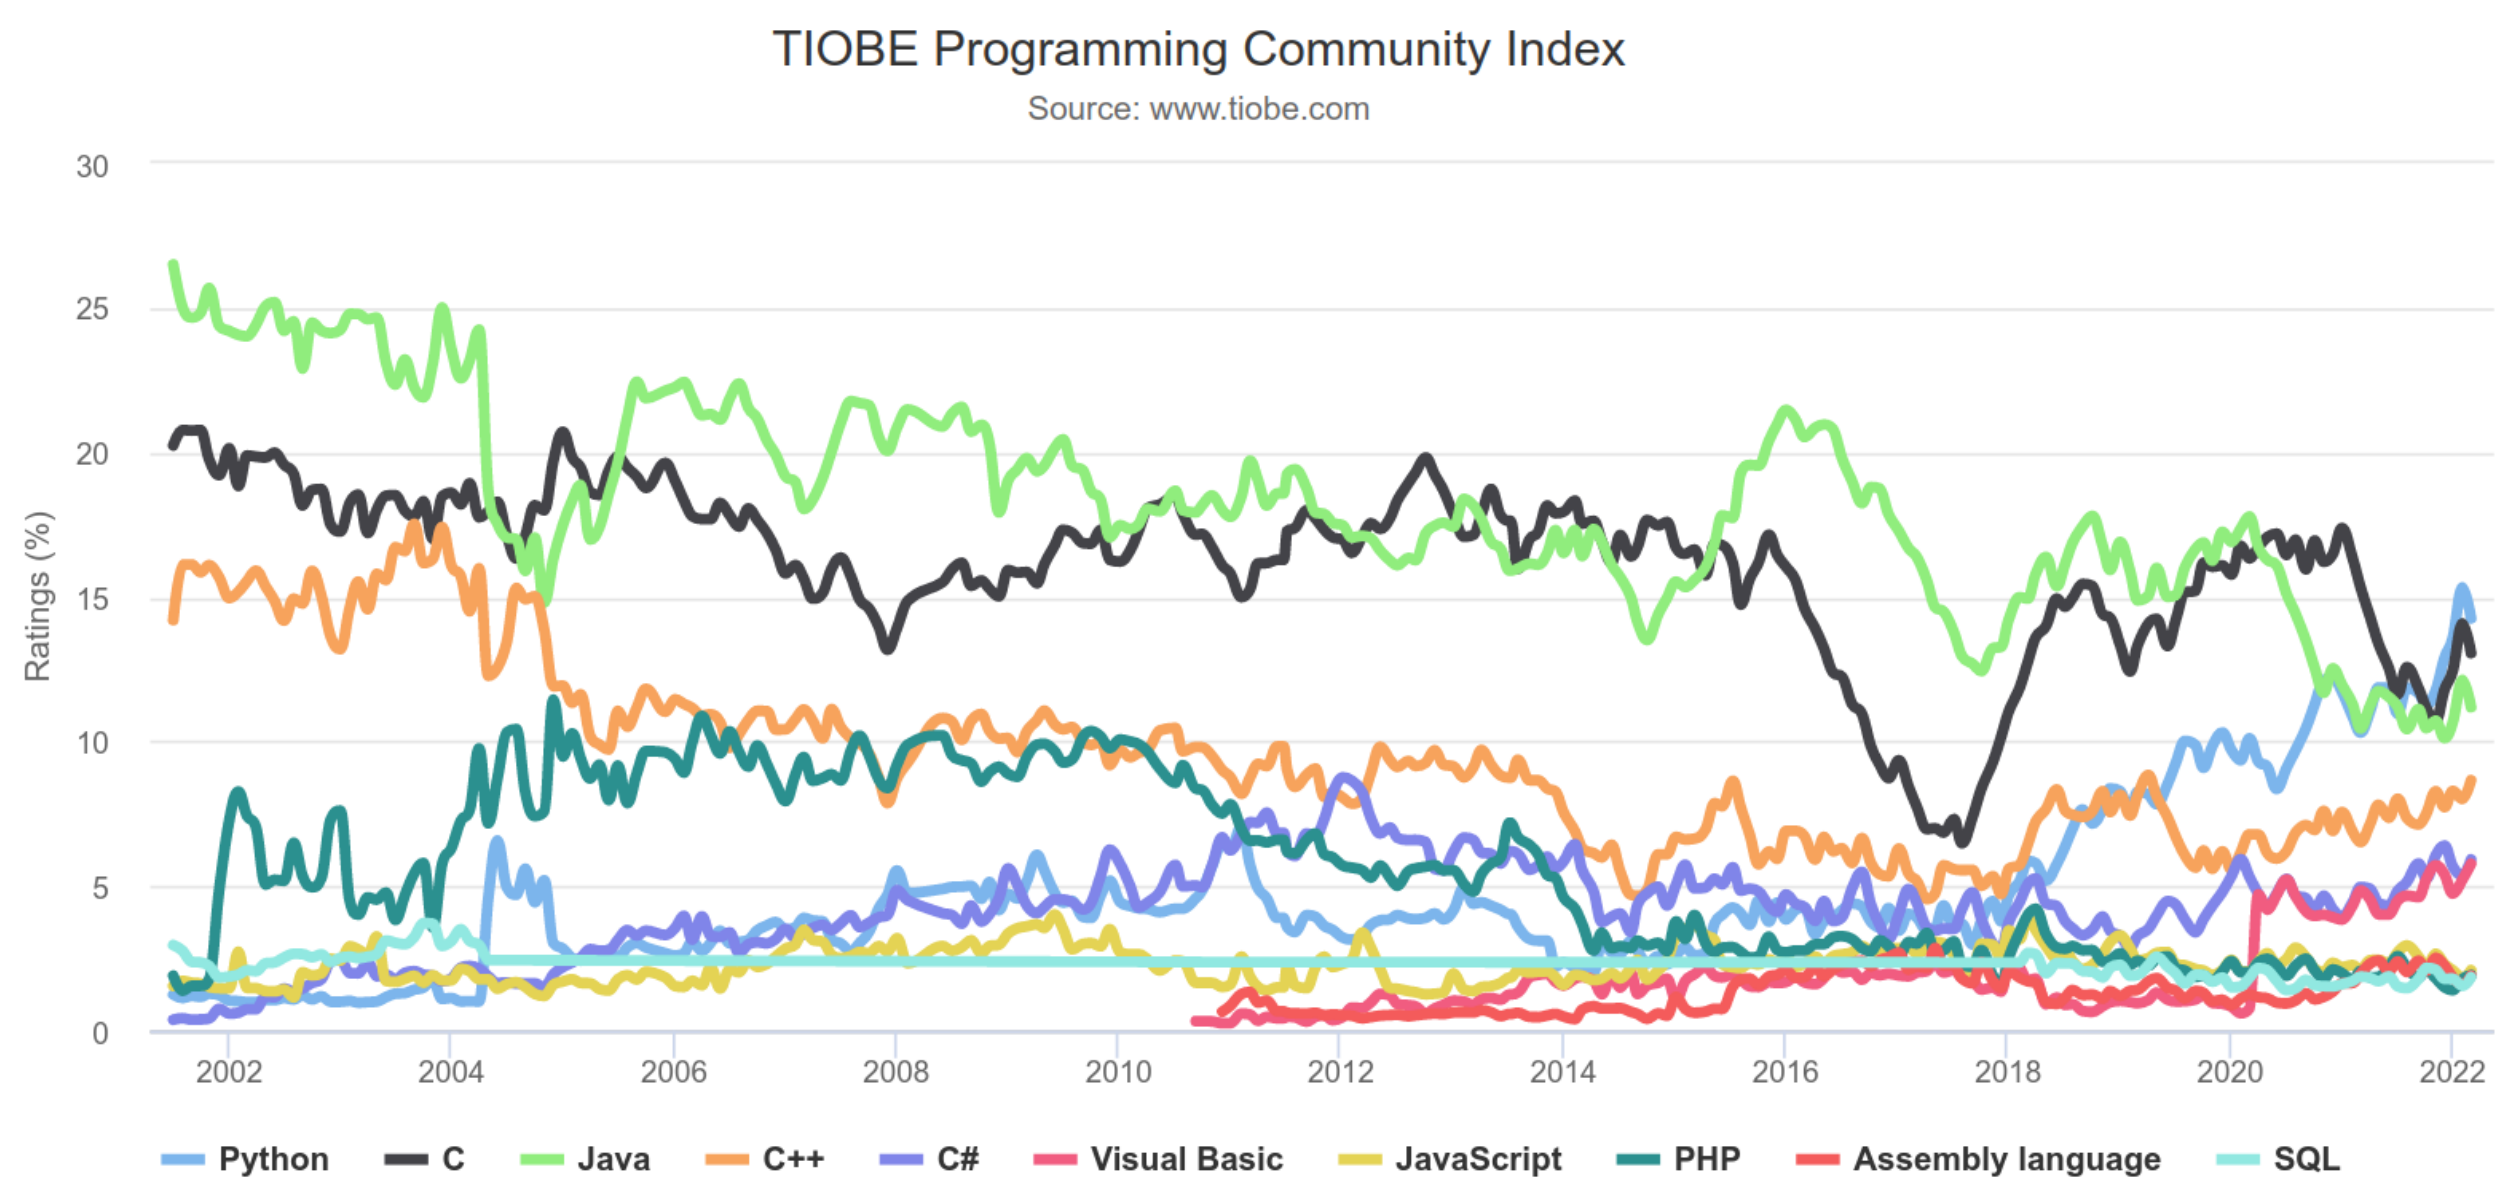 TIOBE Programming Community Index
Source: www.tiobe.com
Ratings (%)
30
25
20
15
10
5
0
2002 2004 2006 2008 2010 2012 2014 2016 2018 2020 2022
Python C Java C++ C# Visual Basic JavaScript PHP Assembly language SQL